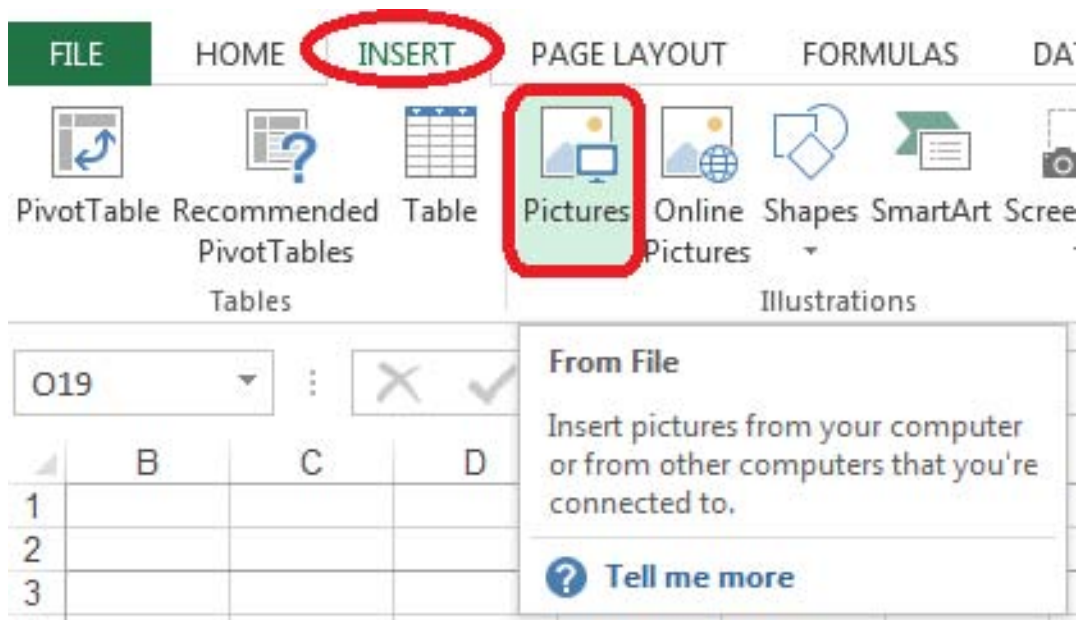 FILE HOME INSERT PAGE LAYOUT FORMULAS DA
PivotTable Recommended Table Pictures Online Shapes SmartArt Scree
PivotTables Pictures
Tables Illustrations
O19
From File
Insert pictures from your computer
or from other computers that you're
connected to.
Tell me more
B C D
1
2
3